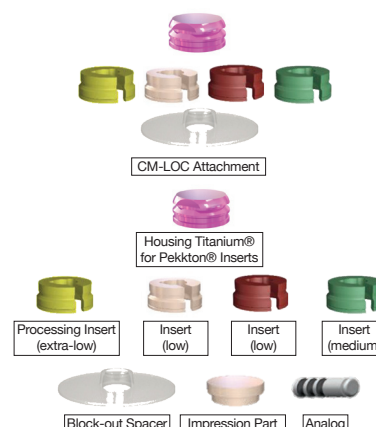 CM-LOC Attachment
Housing Titanium®
for Pekkton® Inserts
Processing Insert
(extra-low)
Insert
(low)
Insert
(low)
Insert
(medium
Block-out Spacer
Impression Part
Analog